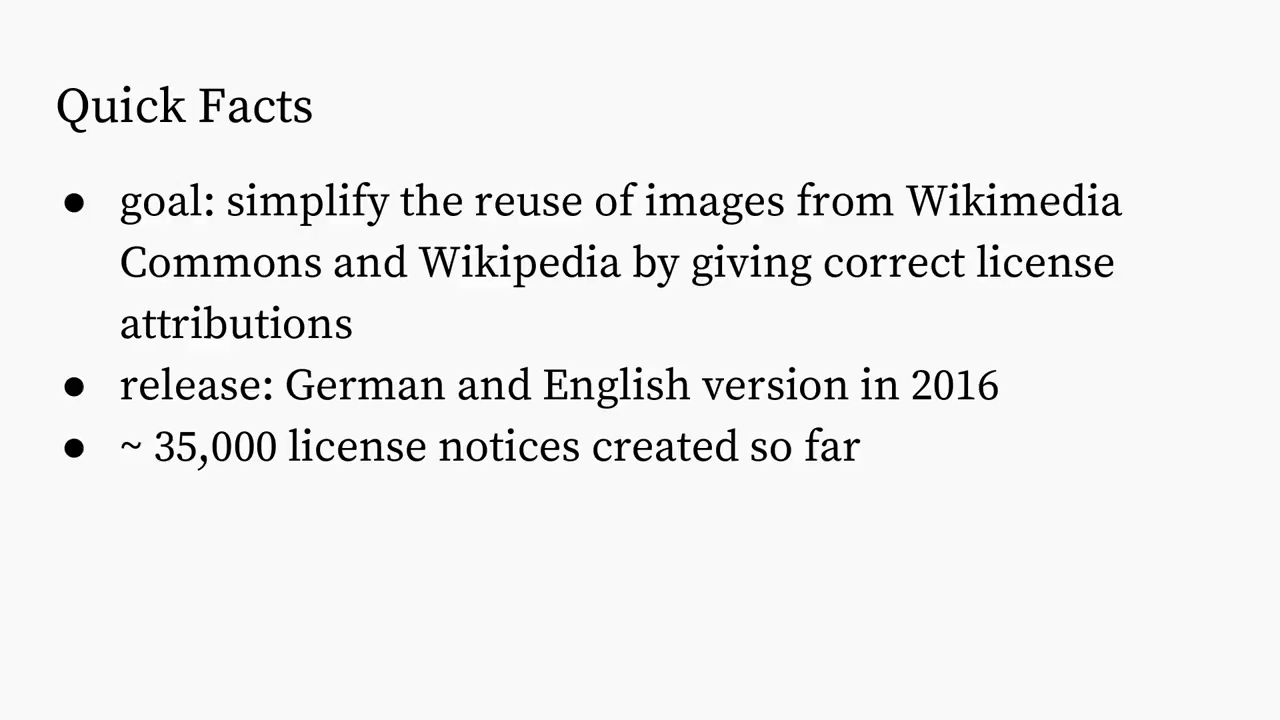 Quick Facts
● goal: simplify the reuse of images from Wikimedia
Commons and Wikipedia by giving correct license
attributions
● release: German and English version in 2016
● ~ 35,000 license notices created so far